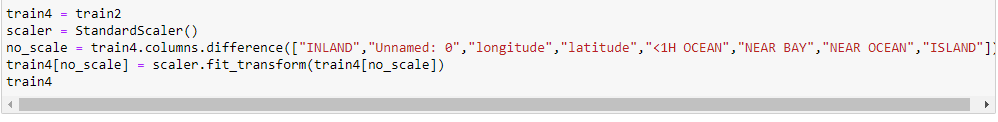 train4 = train2
scaler = StandardScaler()
no_scale = train4.columns.difference(["INLAND","Unnamed: 0","longitude","latitude","<1H OCEAN","NEAR BAY","NEAR OCEAN","ISLAND"])
train4[no_scale] = scaler.fit_transform(train4[no_scale])
train4